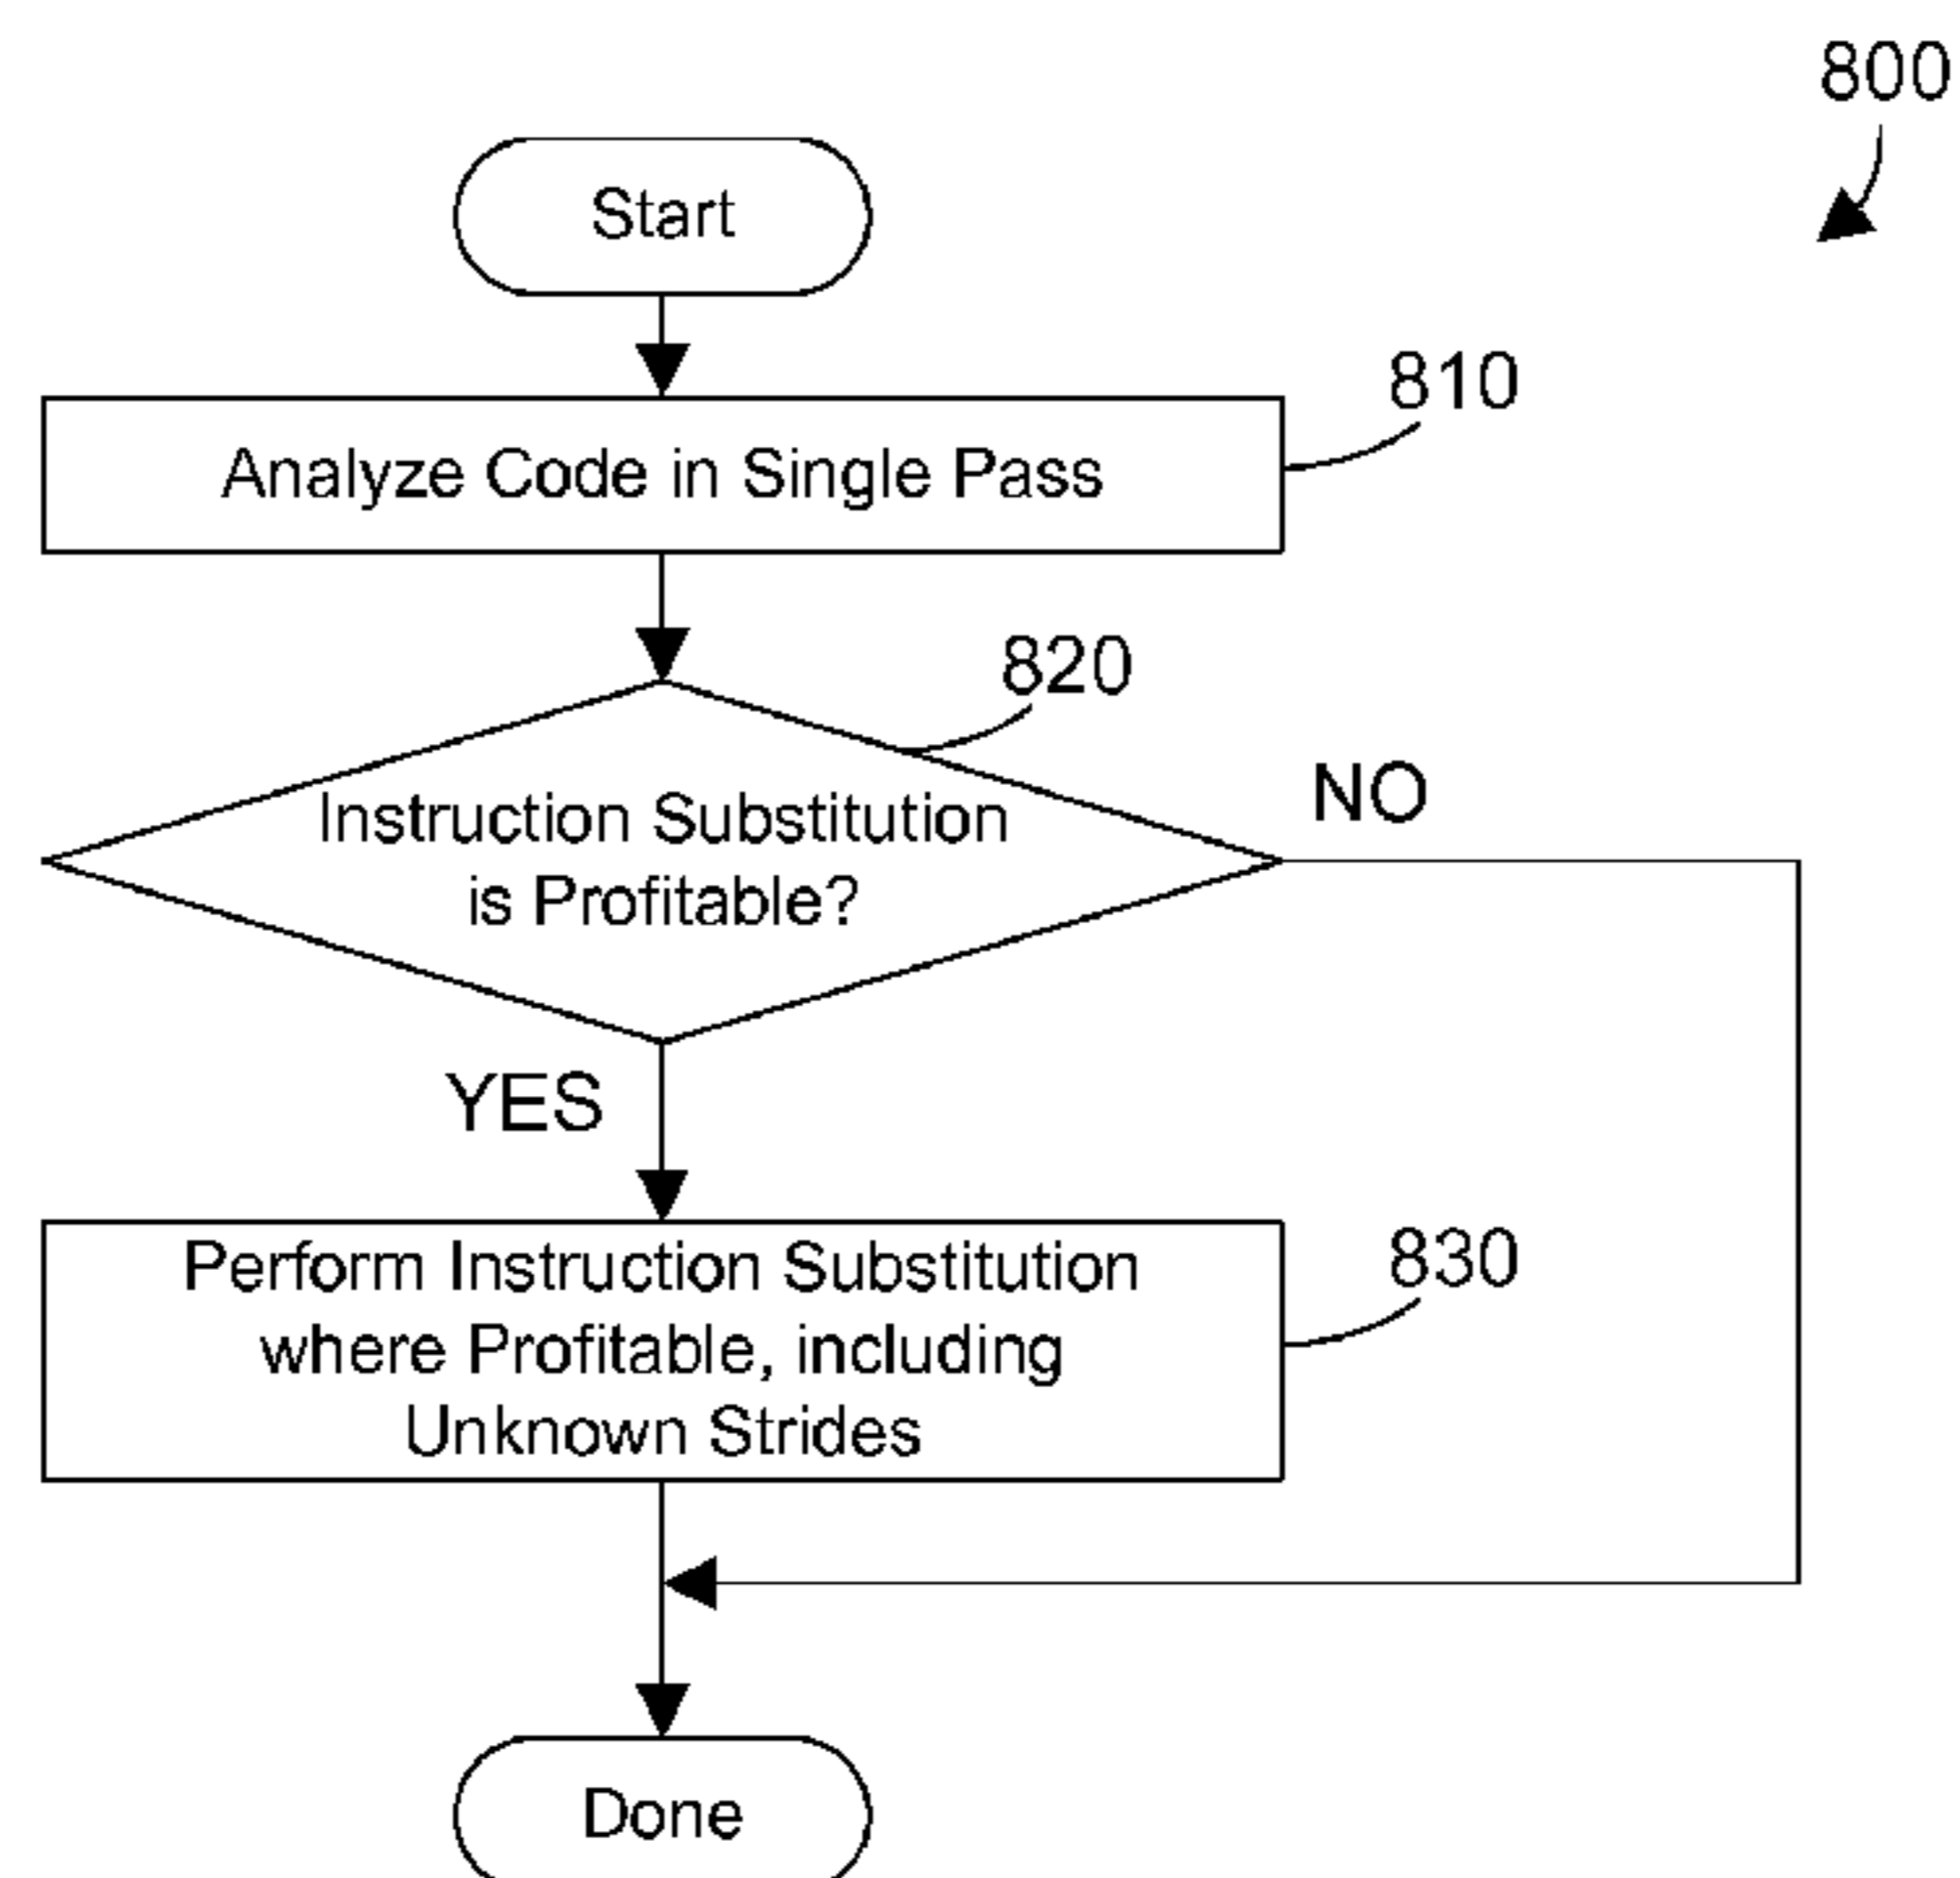 800
Start
810
Analyze Code in Single Pass
820
Instruction Substitution
is Profitable?
NO
YES
830
Perform Instruction Substitution
where Profitable, including
Unknown Strides
Done